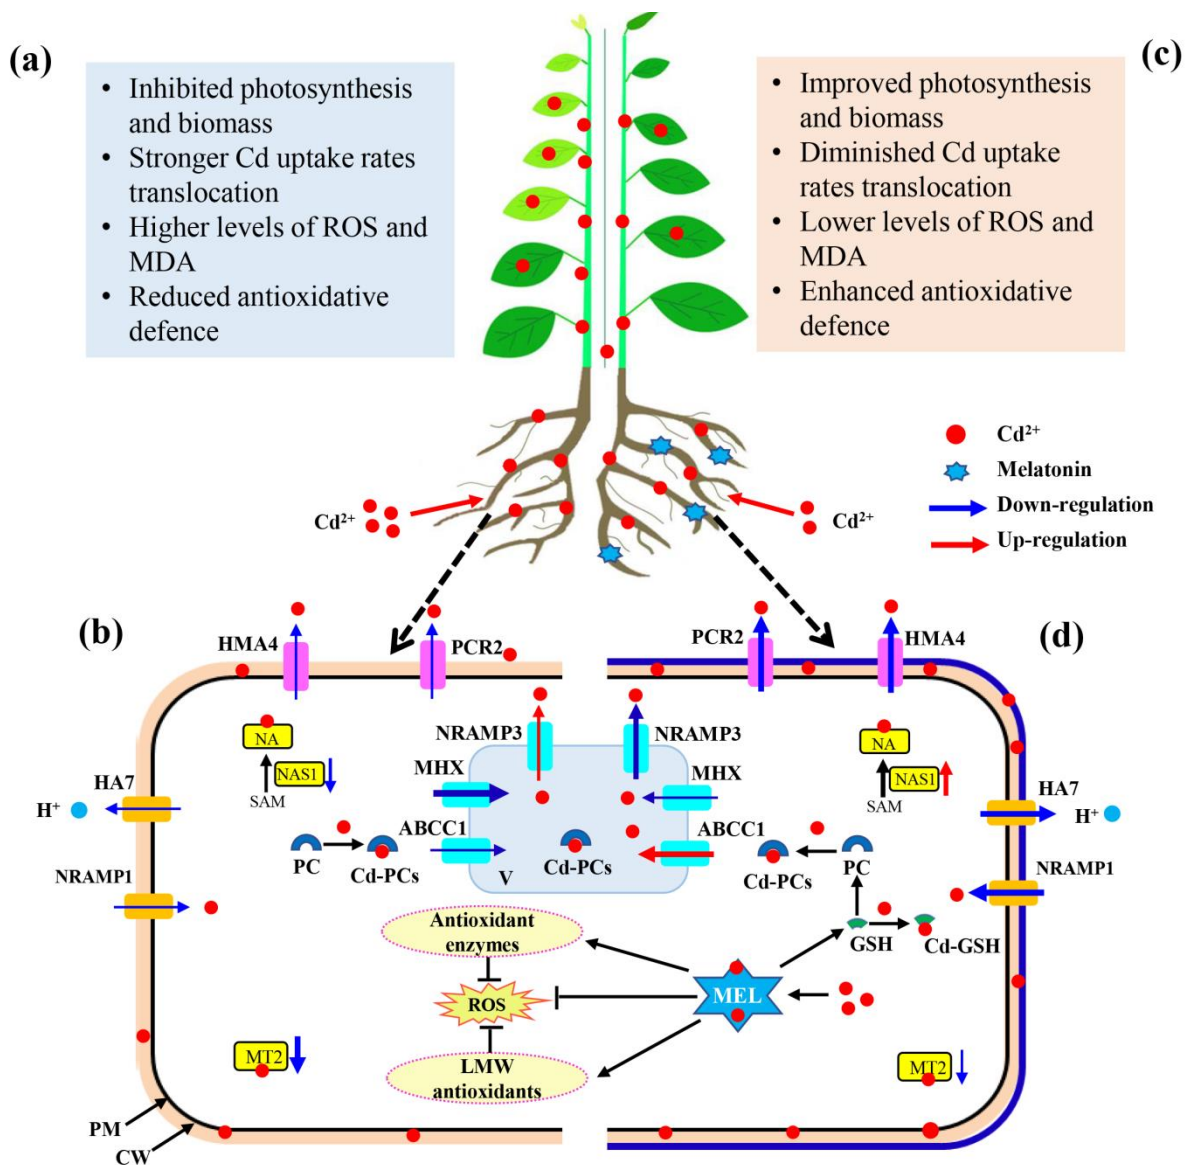 (a)
• Inhibited photosynthesis
and biomass
• Stronger Cd uptake rates
translocation
• Higher levels of ROS and
MDA
• Reduced antioxidative
defence
(c)
• Improved photosynthesis
and biomass
• Diminished Cd uptake
rates translocation
• Lower levels of ROS and
MDA
• Enhanced antioxidative
defence
Cd²⁺
Melatonin
Down-regulation
Up-regulation
Cd²⁺
Cd²⁺
(b)
HMA4
PCR2
NRAMP3
MHX
ABCC1
NA
NAS1
SAM
HA7
H⁺
PC
Cd-PCs
NRAMP1
V
Cd-PCs
Antioxidant
enzymes
ROS
LMW
antioxidants
MT2
PM
CW
(d)
PCR2
HMA4
NRAMP3
MHX
ABCC1
NA
NAS1
SAM
HA7
H⁺
Cd-PCs
PC
NRAMP1
GSH
Cd-GSH
MEL
MT2